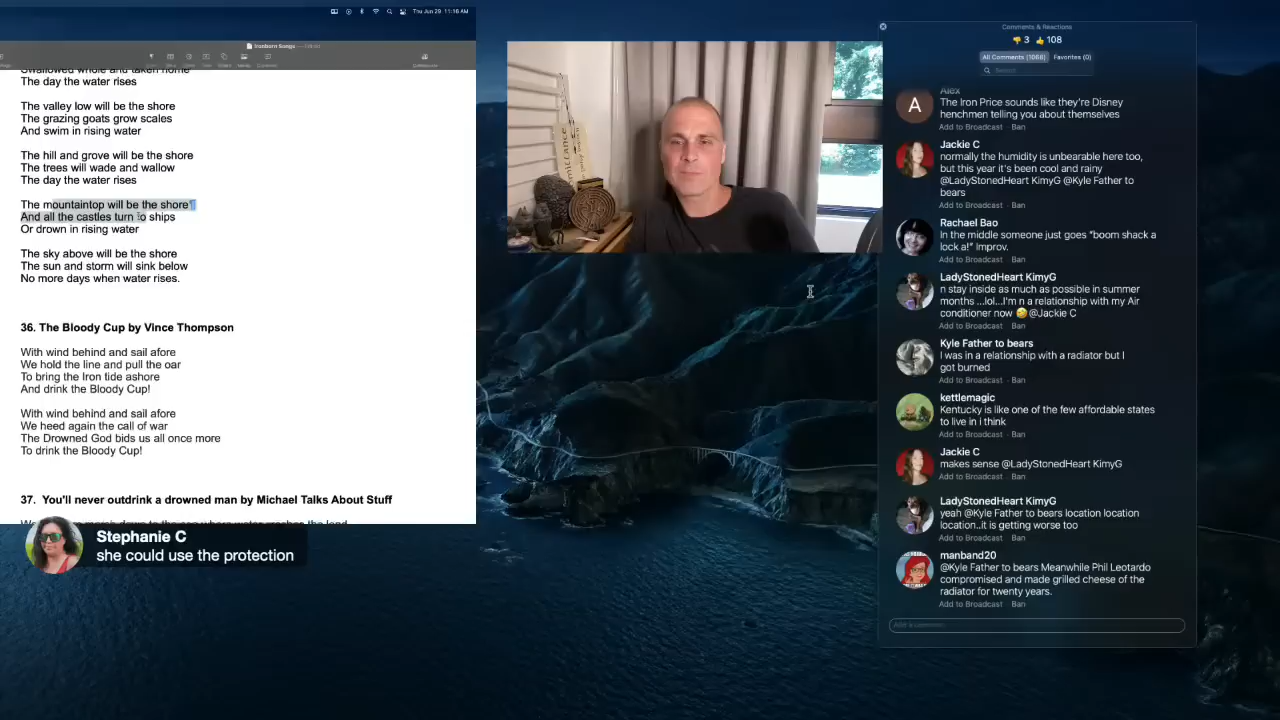 Thu Jun 29 11:16 AM
Ironborn Songs
Swallowed whole and taken home
The day the water rises
The valley low will be the shore
The grazing goats grow scales
And swim in rising water
The hill and grove will be the shore
The trees will wade and wallow
The day the water rises
The mountaintop will be the shore
And all the castles turn to ships
Or drown in rising water
The sky above will be the shore
The sun and storm will sink below
No more days when water rises.
36. The Bloody Cup by Vince Thompson
With wind behind and sail afore
We hold the line and pull the oar
To bring the Iron tide ashore
And drink the Bloody Cup!
With wind behind and sail afore
We heed again the call of war
The Drowned God bids us all once more
To drink the Bloody Cup!
37. You'll never outdrink a drowned man by Michael Talks About Stuff
Stephanie C
she could use the protection
Comments & Reactions
👎 3 👍 108
All Comments (1068) Favorites (0)
Search
Alex
A
The Iron Price sounds like they're Disney
henchmen telling you about themselves
Add to Broadcast · Ban
Jackie C
normally the humidity is unbearable here too,
but this year it's been cool and rainy
@LadyStonedHeart KimyG @Kyle Father to
bears
Add to Broadcast · Ban
Rachael Bao
In the middle someone just goes "boom shack a
lock a!" Improv.
Add to Broadcast · Ban
LadyStonedHeart KimyG
n stay inside as much as possible in summer
months ...lol...I'm n a relationship with my Air
conditioner now 🤣@Jackie C
Add to Broadcast · Ban
Kyle Father to bears
I was in a relationship with a radiator but I
got burned
Add to Broadcast · Ban
kettlemagic
Kentucky is like one of the few affordable states
to live in i think
Add to Broadcast · Ban
Jackie C
makes sense @LadyStonedHeart KimyG
Add to Broadcast · Ban
LadyStonedHeart KimyG
yeah @Kyle Father to bears location location
location..it is getting worse too
Add to Broadcast · Ban
manband20
@Kyle Father to bears Meanwhile Phil Leotardo
compromised and made grilled cheese of the
radiator for twenty years.
Add to Broadcast · Ban
Add a comment